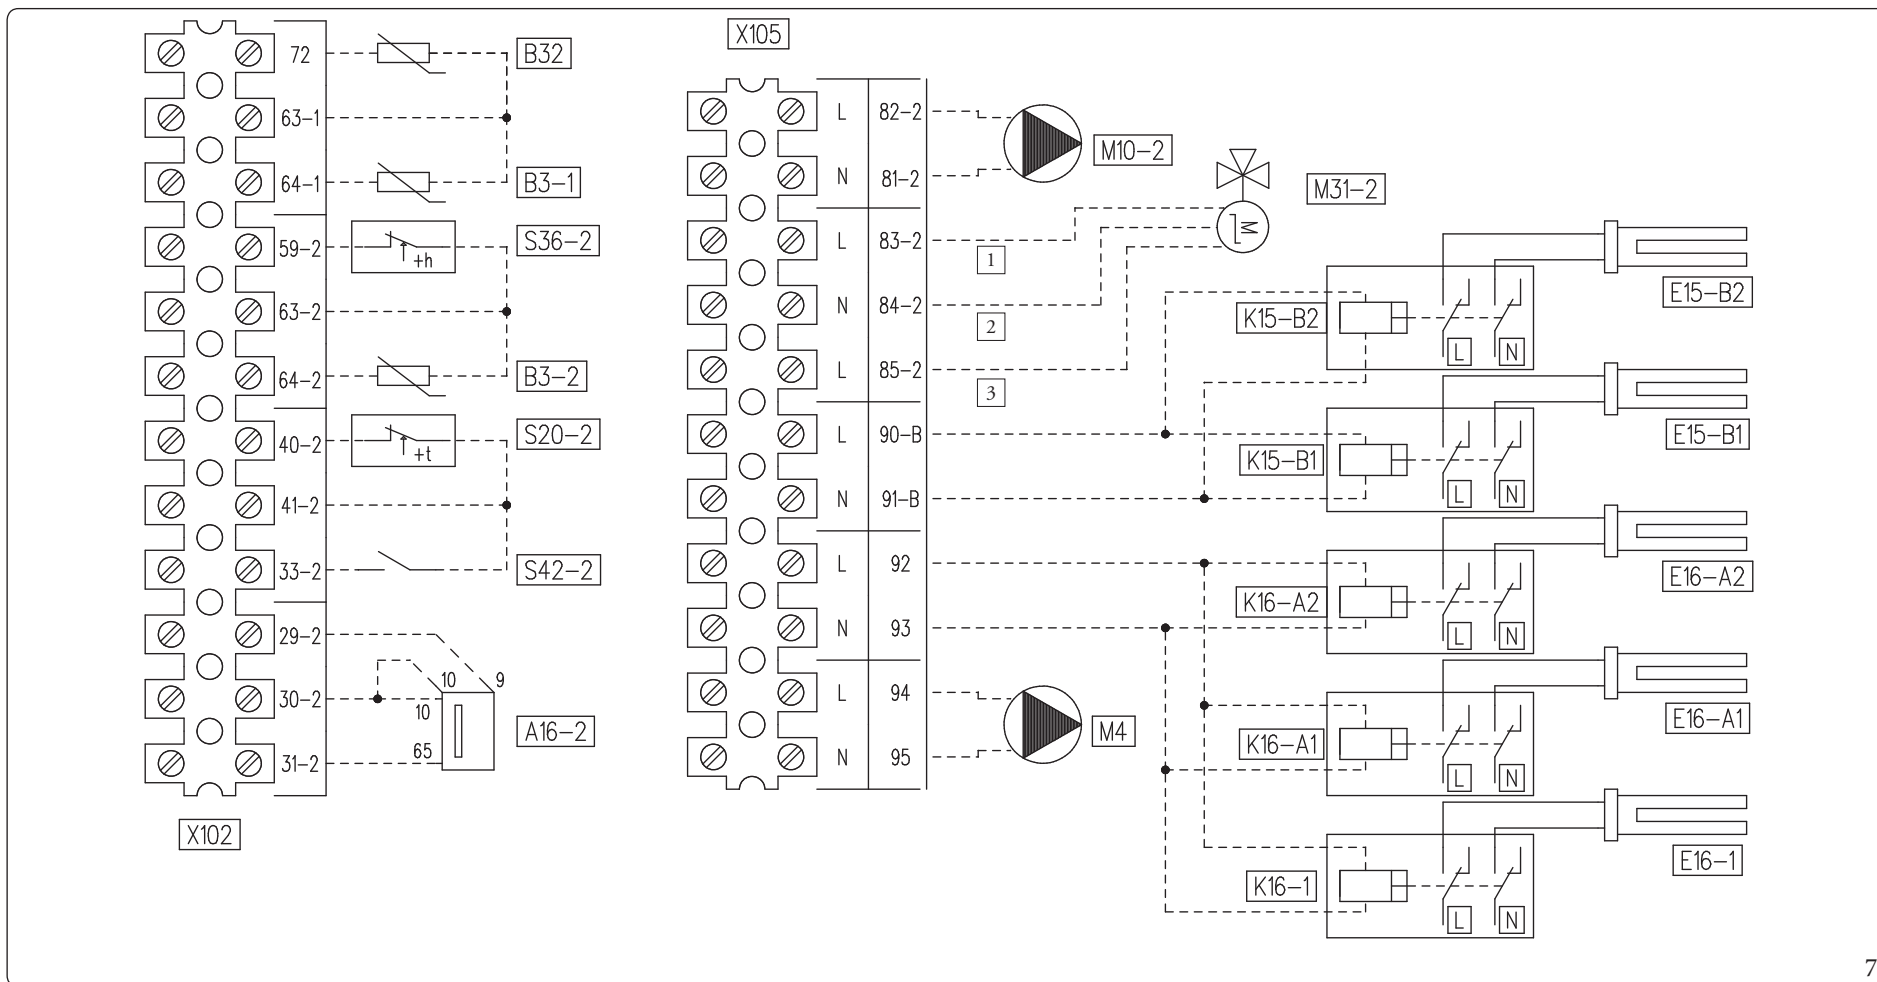 72
B32
63-1
64-1
B3-1
59-2
+h
S36-2
63-2
64-2
B3-2
40-2
+t
S20-2
41-2
33-2
S42-2
29-2
30-2
10
9
10
65
A16-2
31-2
X102
X105
L 82-2
M10-2
N 81-2
M31-2
M
L 83-2
1
N 84-2
2
L 85-2
3
L 90-B
N 91-B
L 92
N 93
L 94
M4
N 95
K15-B2
L N
E15-B2
K15-B1
L N
E15-B1
K16-A2
L N
E16-A2
K16-A1
L N
E16-A1
K16-1
L N
E16-1
7